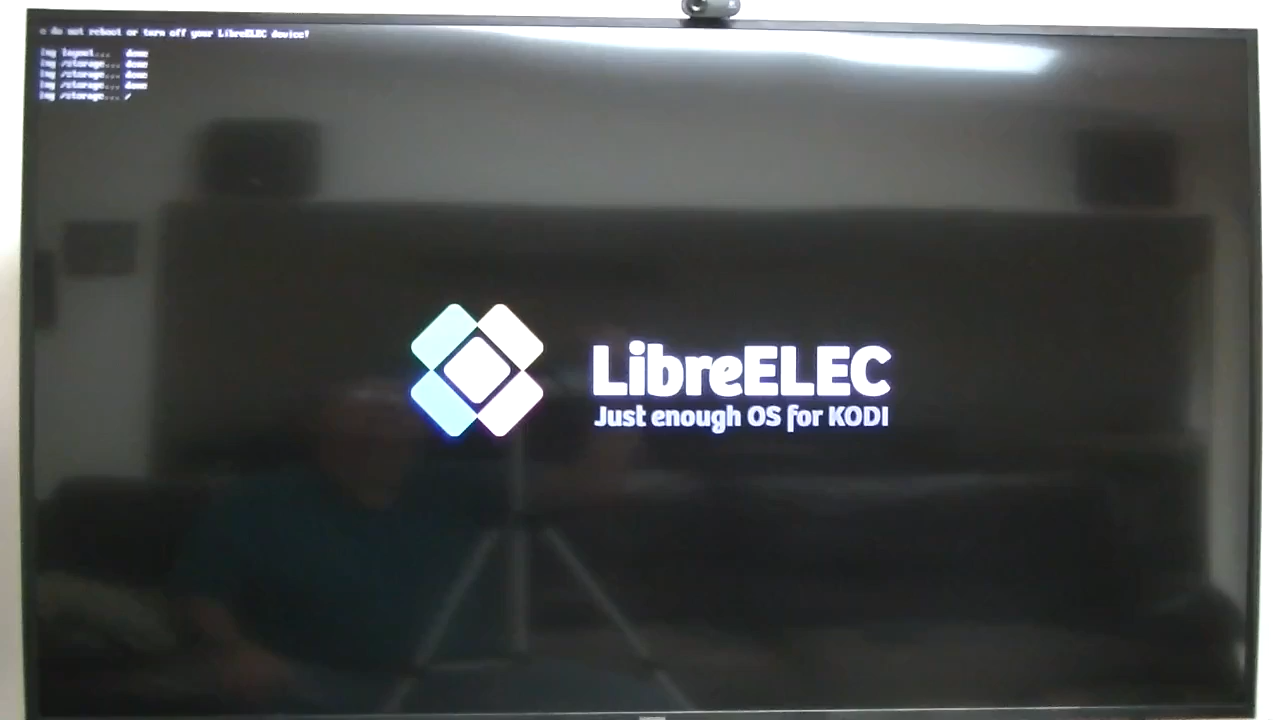 e do not reboot or turn off your LibreELEC device!
ing layout... done
ing /storage... done
ing /storage... done
ing /storage... done
ing /storage... /
LibreELEC
Just enough OS for KODI